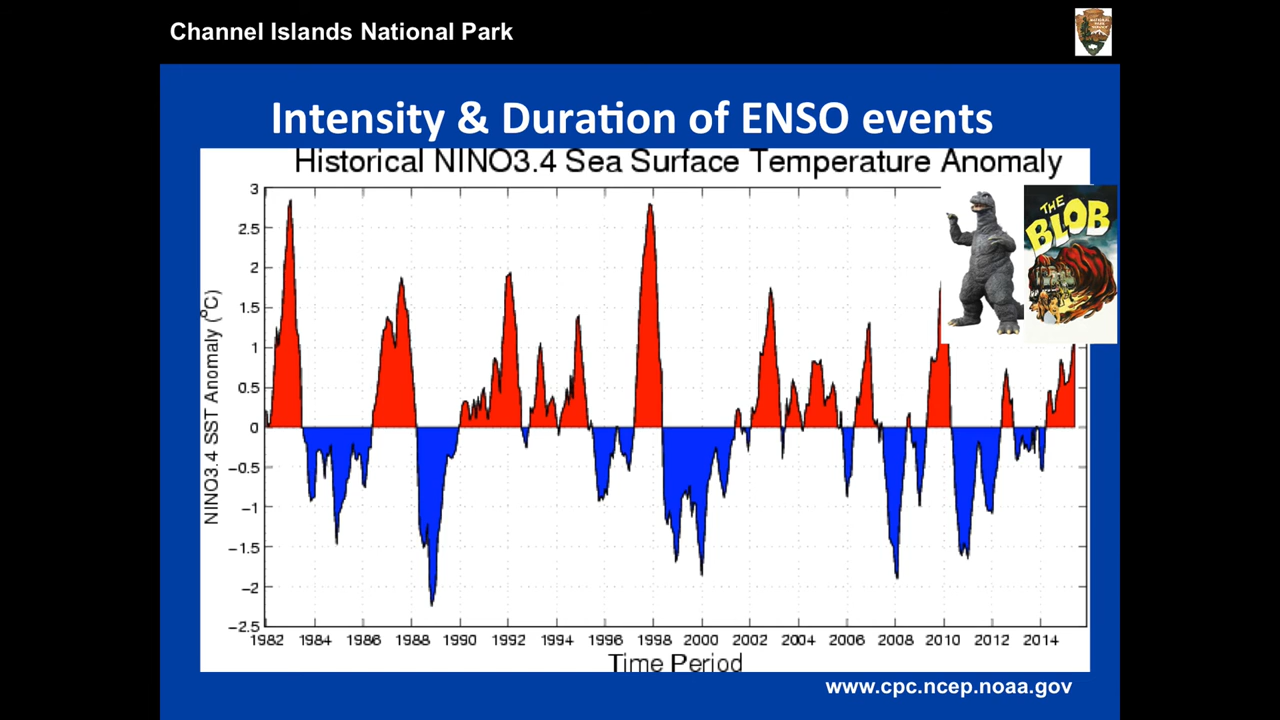 Channel Islands National Park
Intensity & Duration of ENSO events
Historical NINO3.4 Sea Surface Temperature Anomaly
THE
BLOB
NINO3.4 SST Anomaly (°C)
3
2.5
2
1.5
1
0.5
0
−0.5
−1
−1.5
−2
−2.5
1982 1984 1986 1988 1990 1992 1994 1996 1998 2000 2002 2004 2006 2008 2010 2012 2014
Time Period
www.cpc.ncep.noaa.gov